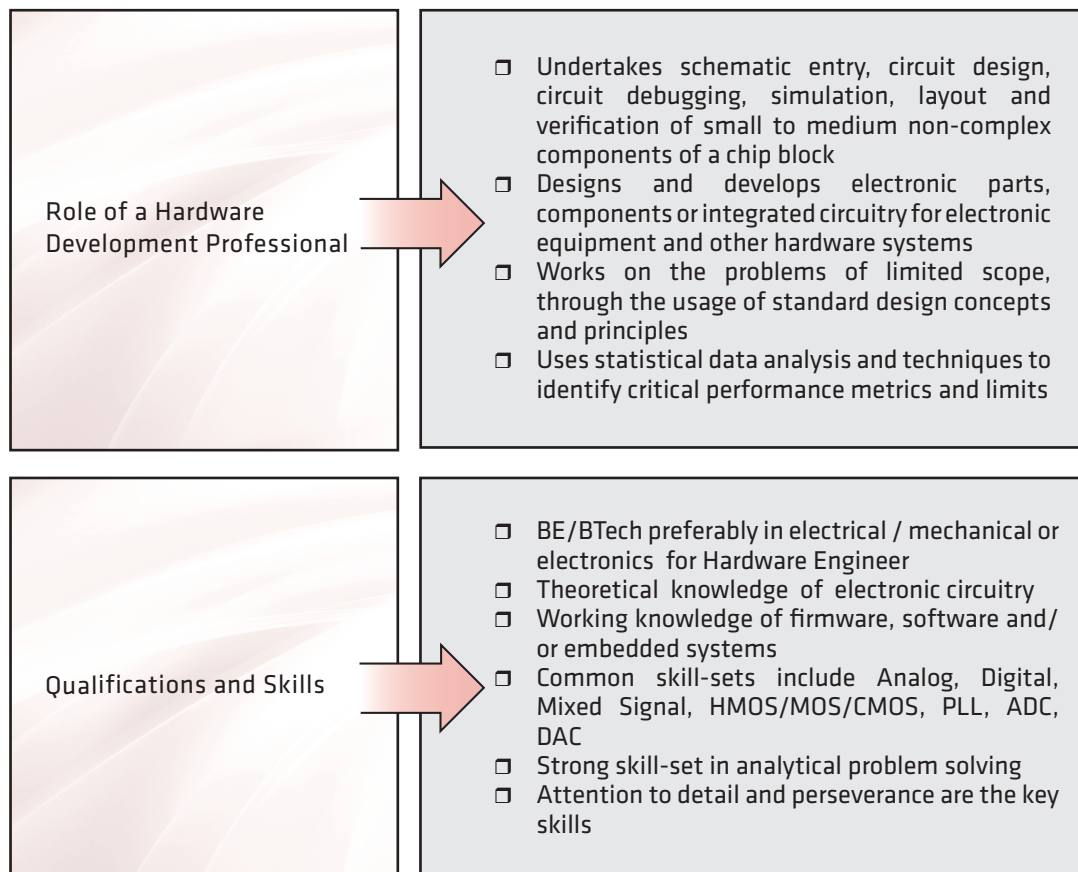 Role of a Hardware
Development Professional
❒ Undertakes schematic entry, circuit design,
circuit debugging, simulation, layout and
verification of small to medium non-complex
components of a chip block
❒ Designs and develops electronic parts,
components or integrated circuitry for electronic
equipment and other hardware systems
❒ Works on the problems of limited scope,
through the usage of standard design concepts
and principles
❒ Uses statistical data analysis and techniques to
identify critical performance metrics and limits
Qualifications and Skills
❒ BE/BTech preferably in electrical / mechanical or
electronics for Hardware Engineer
❒ Theoretical knowledge of electronic circuitry
❒ Working knowledge of firmware, software and/
or embedded systems
❒ Common skill-sets include Analog, Digital,
Mixed Signal, HMOS/MOS/CMOS, PLL, ADC,
DAC
❒ Strong skill-set in analytical problem solving
❒ Attention to detail and perseverance are the key
skills